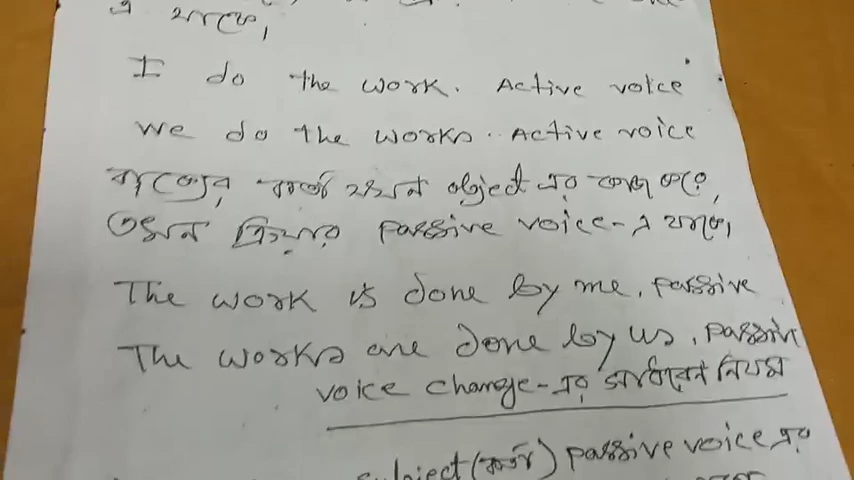 এ থাকে,
I do the work. Active voice
We do the works. Active voice
বাক্যের কর্তা যখন object এর কাজ করে,
তখন ক্রিয়ার passive voice-এ থাকে,
The work is done by me, passive
The works are done by us, passive
voice change-এর সাধারন নিয়ম
subject (কর্তা) passive voice এর